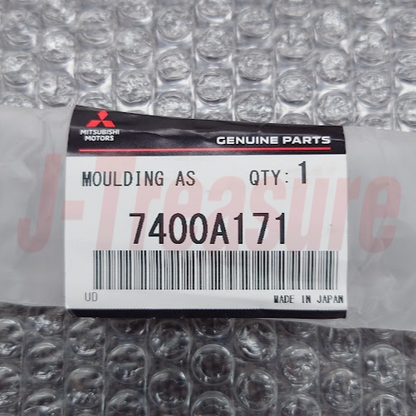 MITSUBISHI
MOTORS
GENUINE PARTS
MOULDING AS QTY: 1
J-Treasure
7400A171
UD MADE IN JAPAN